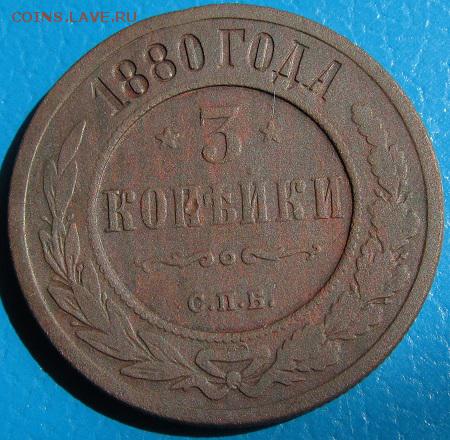 COINS.LAVE.RU
1880 ГОДА
3
КОПѢЙКИ
С.П.Б.